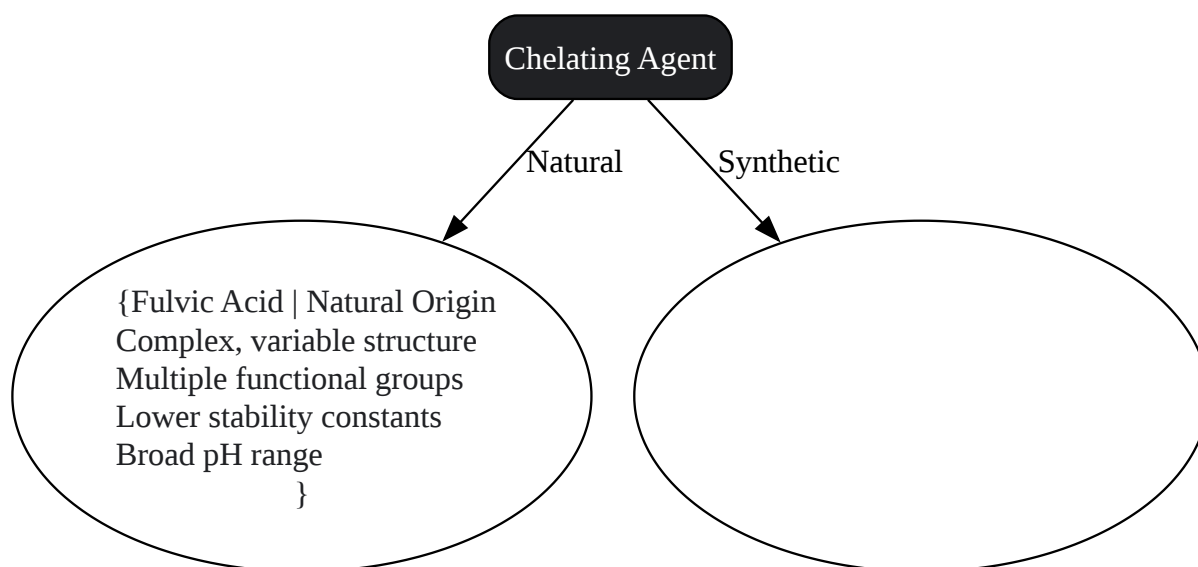 Chelating Agent
Natural
Synthetic
{Fulvic Acid | Natural Origin
Complex, variable structure
Multiple functional groups
Lower stability constants
Broad pH range
}